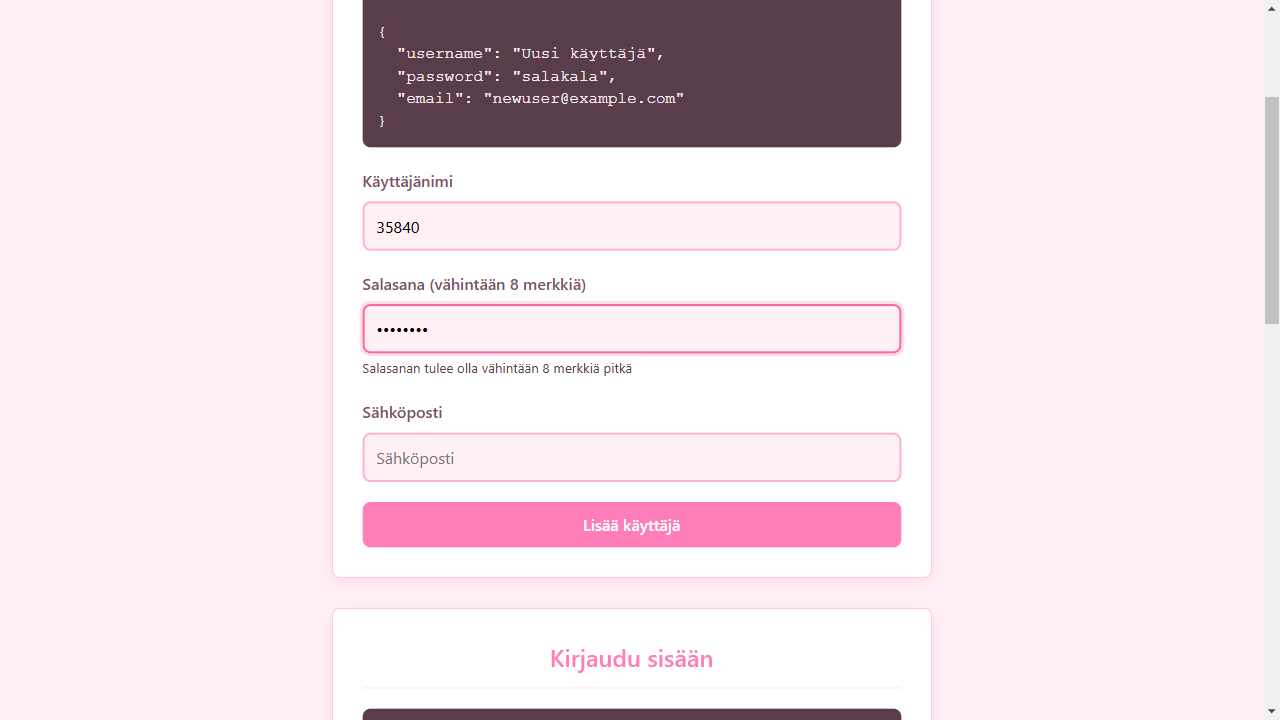 {
  "username": "Uusi käyttäjä",
  "password": "salakala",
  "email": "newuser@example.com"
}
Käyttäjänimi
35840
Salasana (vähintään 8 merkkiä)
••••••••
Salasanan tulee olla vähintään 8 merkkiä pitkä
Sähköposti
Sähköposti
Lisää käyttäjä
Kirjaudu sisään